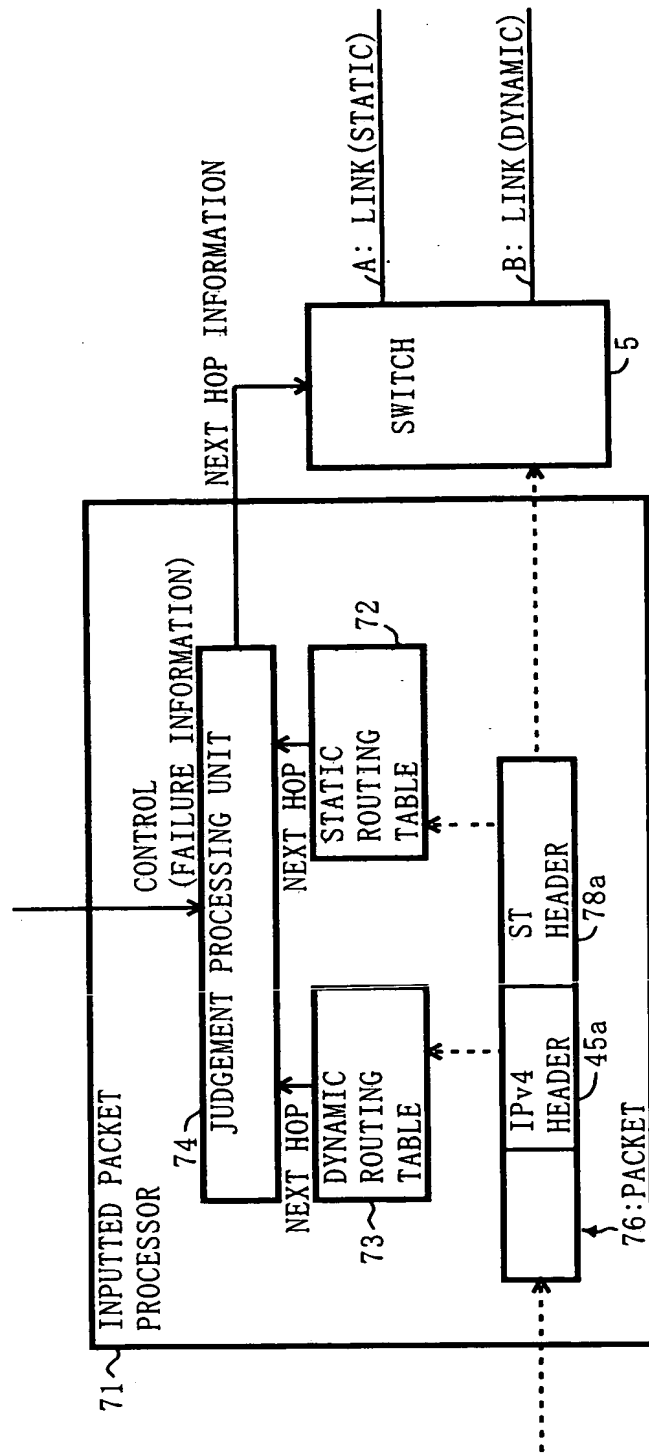 71
INPUTTED PACKET
PROCESSOR
CONTROL
(FAILURE INFORMATION)
74
JUDGEMENT PROCESSING UNIT
NEXT HOP INFORMATION
NEXT HOP
NEXT HOP
73
DYNAMIC
ROUTING
TABLE
72
STATIC
ROUTING
TABLE
SWITCH
5
A: LINK(STATIC)
B: LINK(DYNAMIC)
IPv4
HEADER
45a
ST
HEADER
78a
76:PACKET